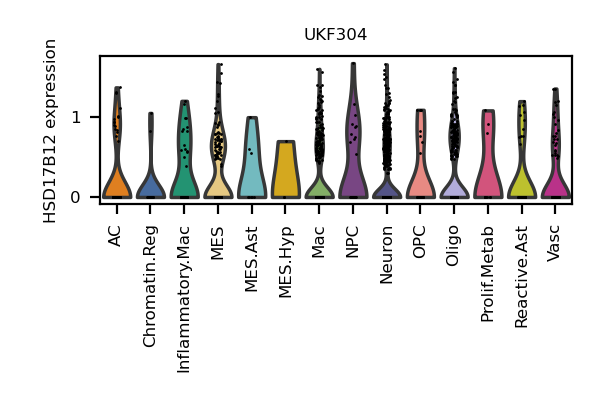 UKF304
HSD17B12 expression
1
0
AC
Chromatin.Reg
Inflammatory.Mac
MES
MES.Ast
MES.Hyp
Mac
NPC
Neuron
OPC
Oligo
Prolif.Metab
Reactive.Ast
Vasc